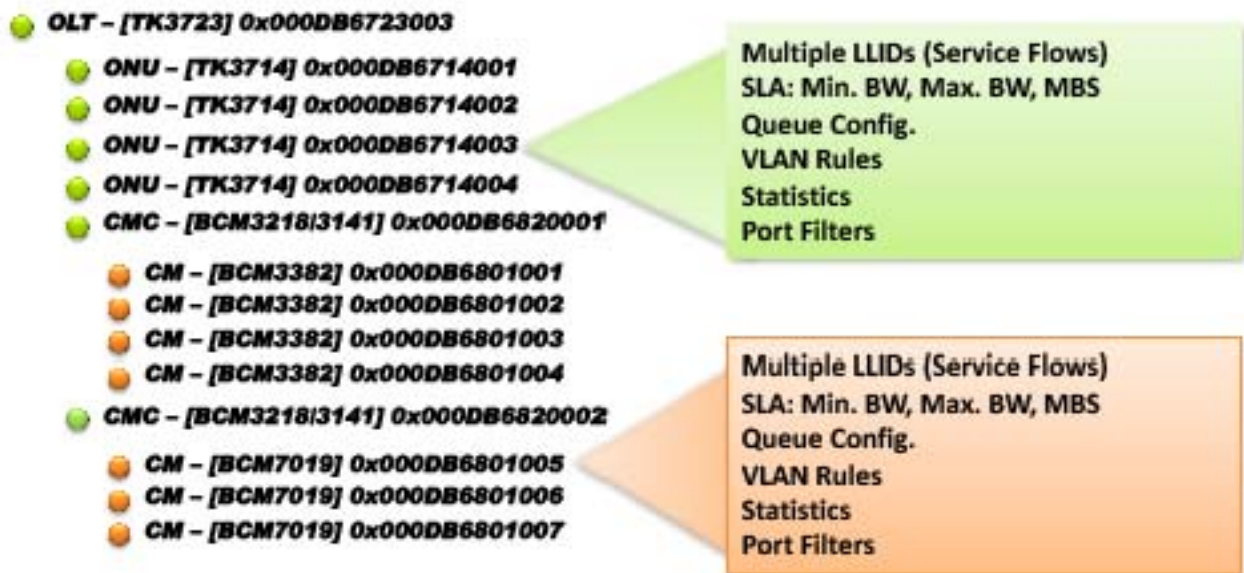 OLT – [TK3723] 0x000DB6723003
ONU – [TK3714] 0x000DB6714001
ONU – [TK3714] 0x000DB6714002
ONU – [TK3714] 0x000DB6714003
ONU – [TK3714] 0x000DB6714004
CMC – [BCM3218/3141] 0x000DB6820001
CM – [BCM3382] 0x000DB6801001
CM – [BCM3382] 0x000DB6801002
CM – [BCM3382] 0x000DB6801003
CM – [BCM3382] 0x000DB6801004
CMC – [BCM3218/3141] 0x000DB6820002
CM – [BCM7019] 0x000DB6801005
CM – [BCM7019] 0x000DB6801006
CM – [BCM7019] 0x000DB6801007
Multiple LLIDs (Service Flows)
SLA: Min. BW, Max. BW, MBS
Queue Config.
VLAN Rules
Statistics
Port Filters
Multiple LLIDs (Service Flows)
SLA: Min. BW, Max. BW, MBS
Queue Config.
VLAN Rules
Statistics
Port Filters